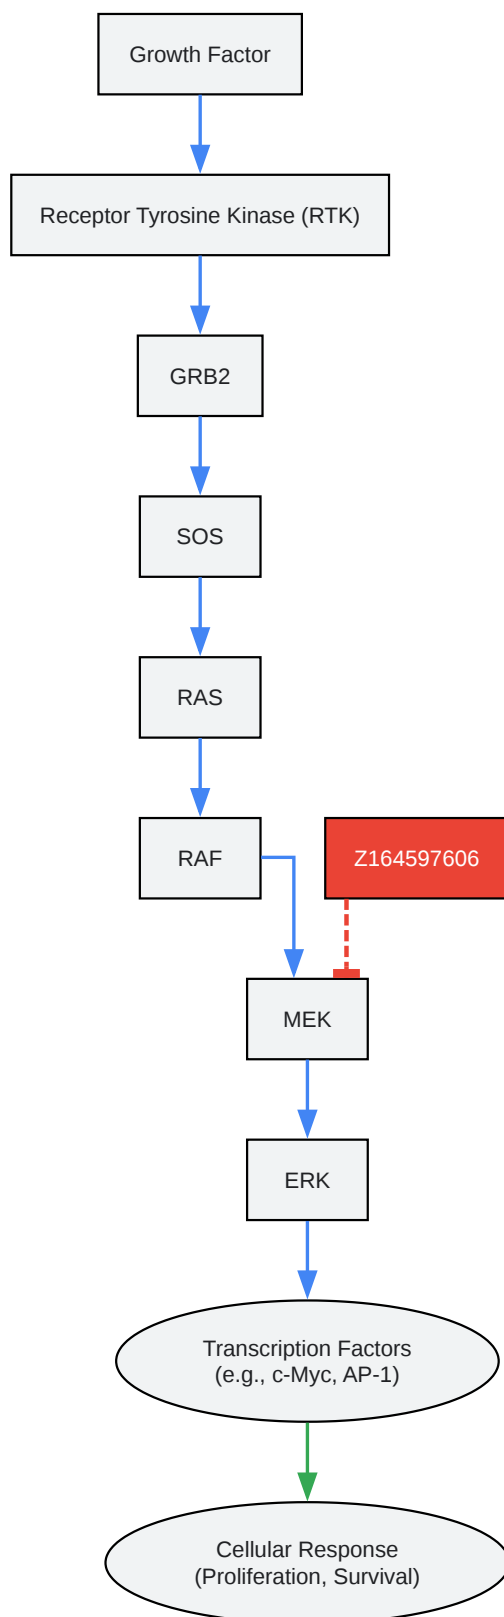 Growth Factor
Receptor Tyrosine Kinase (RTK)
GRB2
SOS
RAS
RAF
Z164597606
MEK
ERK
Transcription Factors
(e.g., c-Myc, AP-1)
Cellular Response
(Proliferation, Survival)